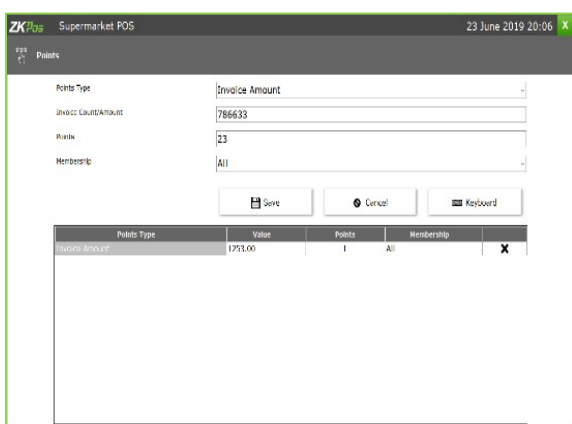 ZKPos Supermarket POS 23 June 2019 20:06 X
Points
Points Type Invoice Amount
Invoice Count/Amount 786633
Points 23
Membership All
Save Cancel Keyboard
Points Type Value Points Membership
Invoice Amount 1253.00 1 All